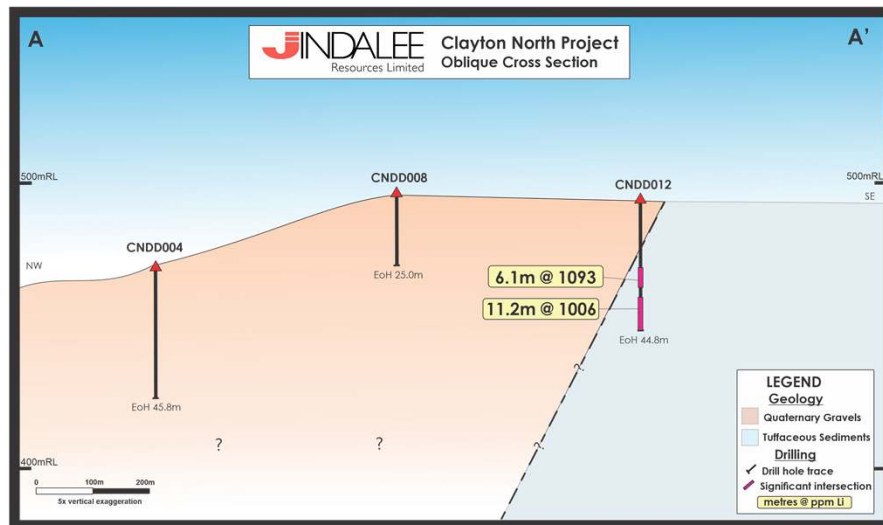 A
JINDALEE
Resources Limited
Clayton North Project
Oblique Cross Section
A'
500mRL
500mRL
SE
CNDD008
CNDD012
CNDD004
NW
EoH 25.0m
6.1m @ 1093
11.2m @ 1006
EoH 44.8m
?
EoH 45.8m
?
?
?
400mRL
400mRL
0 100m 200m
5x vertical exaggeration
LEGEND
Geology
Quaternary Gravels
Tuffaceous Sediments
Drilling
Drill hole trace
Significant intersection
metres @ ppm Li